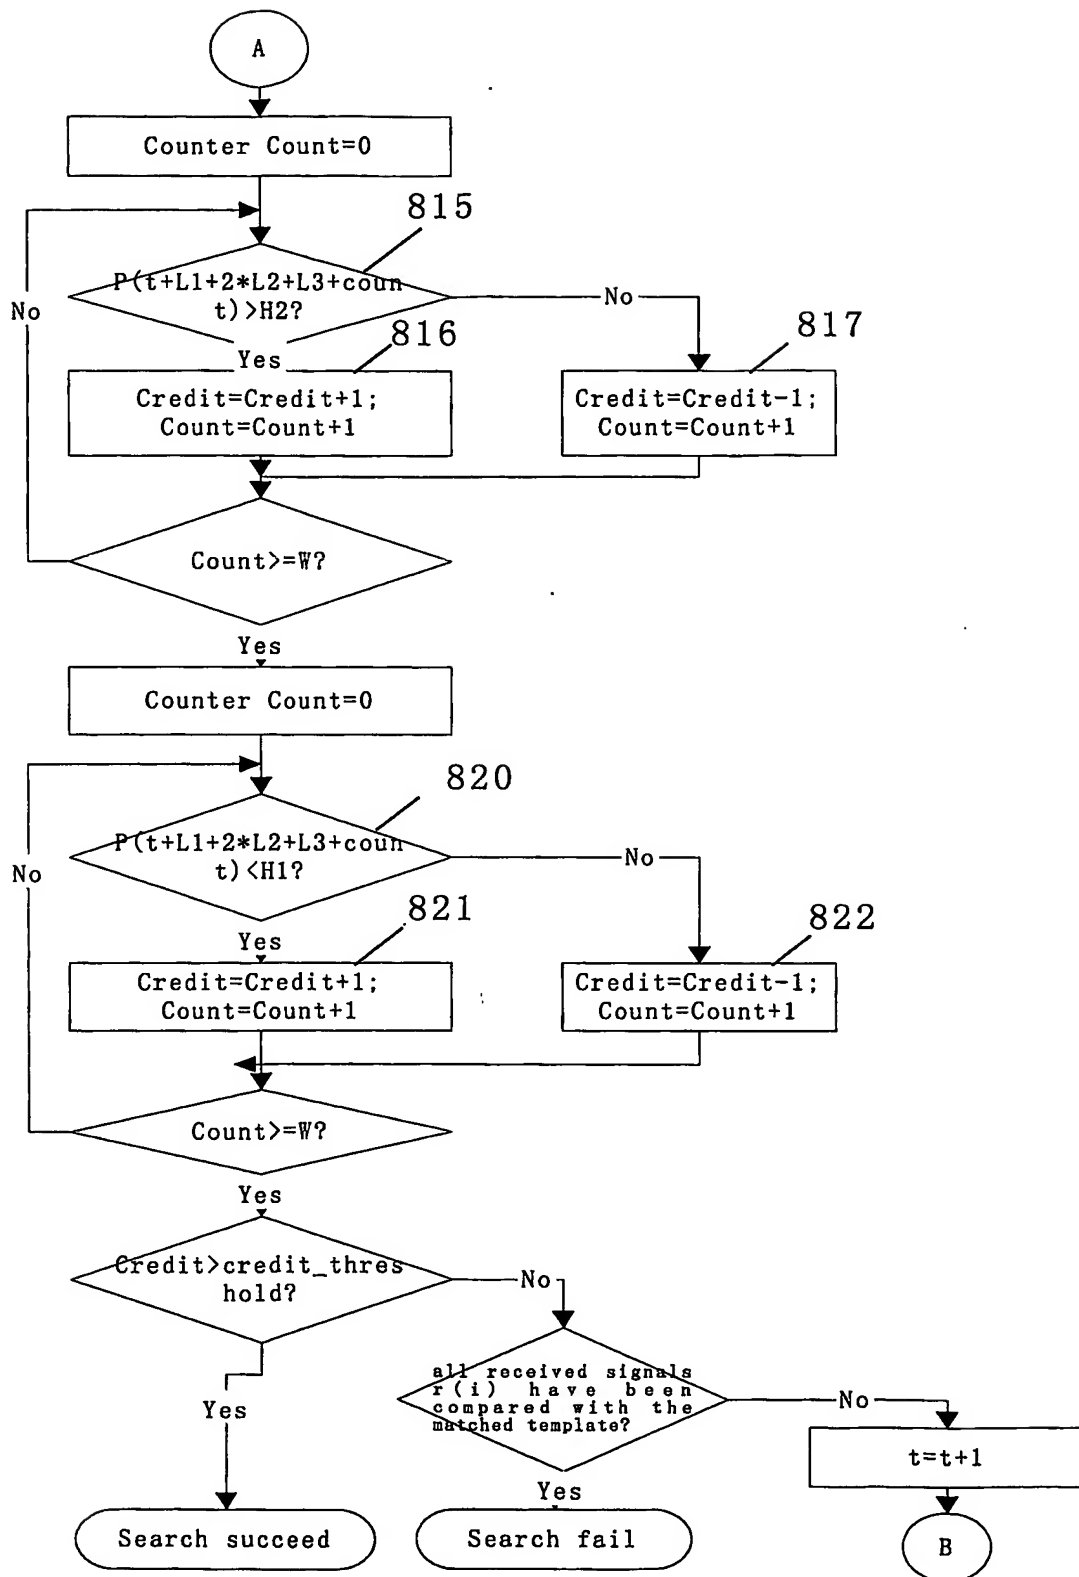 A
Counter Count=0
815
P(t+L1+2*L2+L3+coun
t)>H2?
No
No
Yes
816
817
Credit=Credit+1;
Count=Count+1
Credit=Credit-1;
Count=Count+1
Count>=W?
Yes
Counter Count=0
820
P(t+L1+2*L2+L3+coun
t)<H1?
No
No
Yes
821
822
Credit=Credit+1;
Count=Count+1
Credit=Credit-1;
Count=Count+1
Count>=W?
Yes
Credit>credit_thres
hold?
No
all received signals
r(i) have been
compared with the
matched template?
No
Yes
t=t+1
Yes
Search succeed
Search fail
B